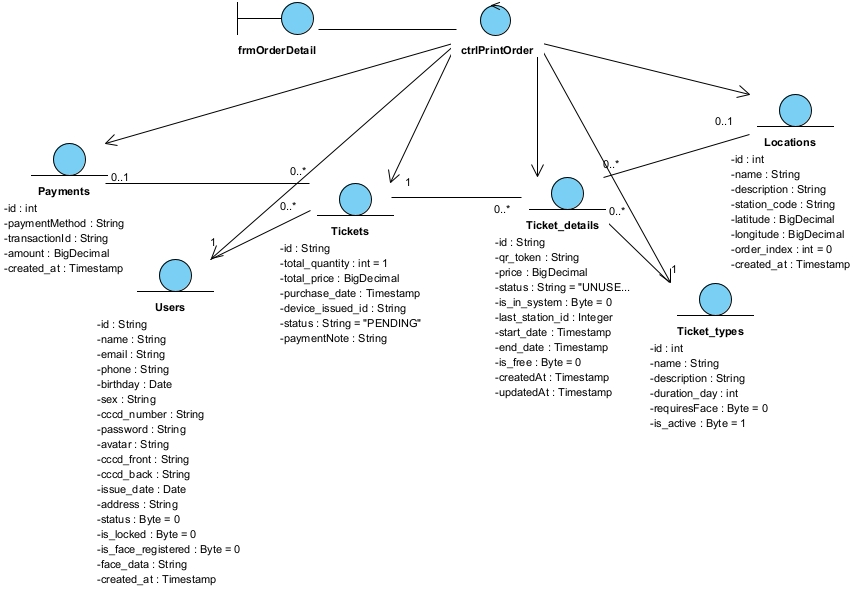 frmOrderDetail
ctrlPrintOrder
0..1
Locations
-id : int
-name : String
-description : String
-station_code : String
-latitude : BigDecimal
-longitude : BigDecimal
-order_index : int = 0
-created_at : Timestamp
0..1
Payments
-id : int
-paymentMethod : String
-transactionId : String
-amount : BigDecimal
-created_at : Timestamp
0..*
0..*
1
Tickets
-id : String
-total_quantity : int = 1
-total_price : BigDecimal
-purchase_date : Timestamp
-device_issued_id : String
-status : String = "PENDING"
-paymentNote : String
0..*
0..*
0..*
Ticket_details
-id : String
-qr_token : String
-price : BigDecimal
-status : String = "UNUSE...
-is_in_system : Byte = 0
-last_station_id : Integer
-start_date : Timestamp
-end_date : Timestamp
-is_free : Byte = 0
-createdAt : Timestamp
-updatedAt : Timestamp
1
Users
-id : String
-name : String
-email : String
-phone : String
-birthday : Date
-sex : String
-cccd_number : String
-password : String
-avatar : String
-cccd_front : String
-cccd_back : String
-issue_date : Date
-address : String
-status : Byte = 0
-is_locked : Byte = 0
-is_face_registered : Byte = 0
-face_data : String
-created_at : Timestamp
1
Ticket_types
-id : int
-name : String
-description : String
-duration_day : int
-requiresFace : Byte = 0
-is_active : Byte = 1